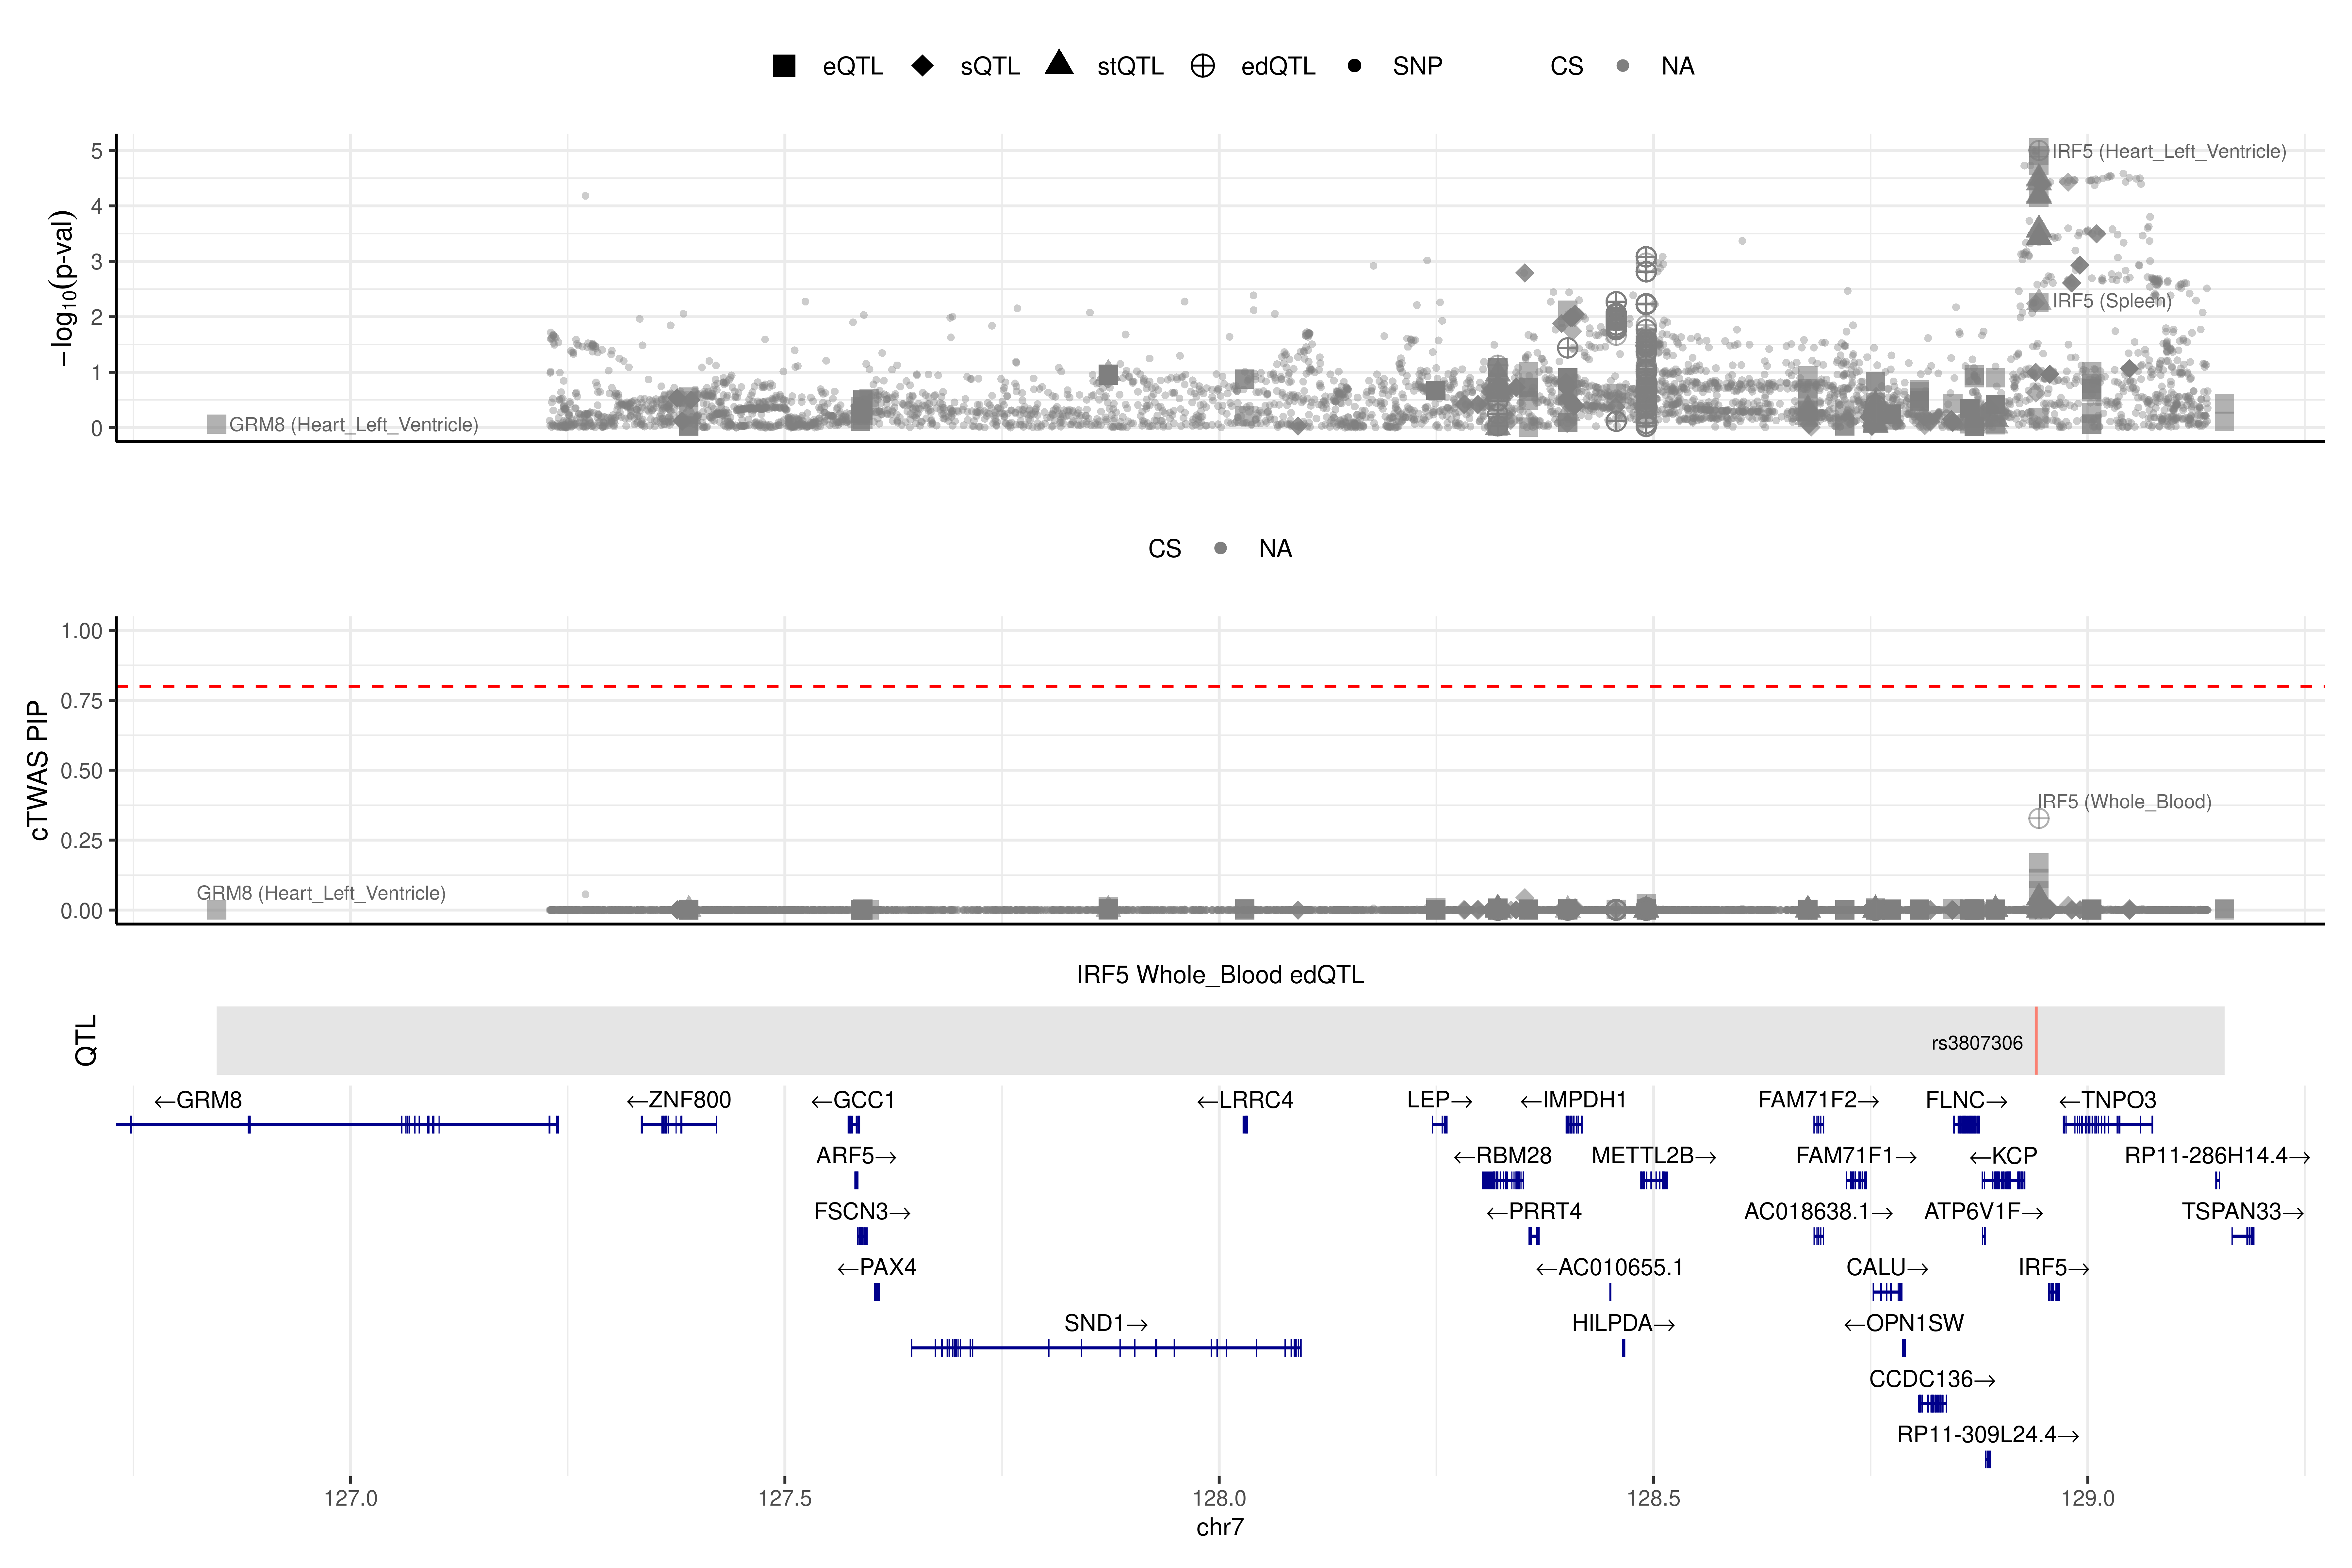 eQTL sQTL stQTL edQTL SNP CS NA
−log10(p-val)
5
4
3
2
1
0
IRF5 (Heart_Left_Ventricle)
IRF5 (Spleen)
GRM8 (Heart_Left_Ventricle)
CS NA
cTWAS PIP
1.00
0.75
0.50
0.25
0.00
IRF5 (Whole_Blood)
GRM8 (Heart_Left_Ventricle)
IRF5 Whole_Blood edQTL
QTL
rs3807306
←GRM8 ←ZNF800 ←GCC1 ←LRRC4 LEP→ ←IMPDH1 FAM71F2→ FLNC→ ←TNPO3
ARF5→ ←RBM28 METTL2B→ FAM71F1→ ←KCP RP11-286H14.4→
FSCN3→ ←PRRT4 AC018638.1→ ATP6V1F→ TSPAN33→
←PAX4 ←AC010655.1 CALU→ IRF5→
SND1→ HILPDA→ ←OPN1SW
CCDC136→
RP11-309L24.4→
127.0 127.5 128.0 128.5 129.0
chr7